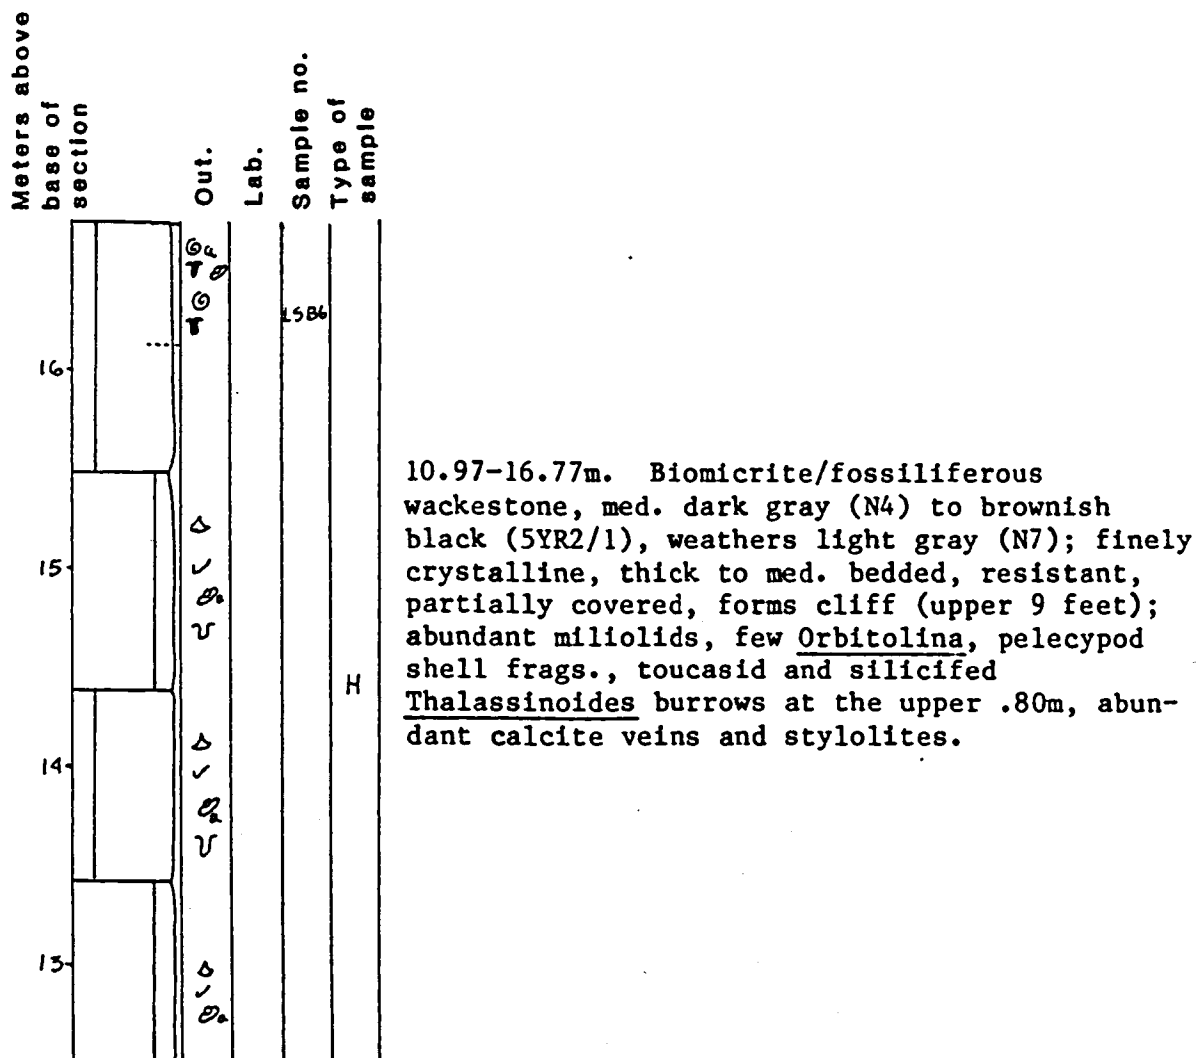 Meters above
base of
section
Out.
Lab.
Sample no.
Type of
sample
16
15
14
13
H
10.97-16.77m. Biomicrite/fossiliferous
wackestone, med. dark gray (N4) to brownish
black (5YR2/1), weathers light gray (N7); finely
crystalline, thick to med. bedded, resistant,
partially covered, forms cliff (upper 9 feet);
abundant miliolids, few Orbitolina, pelecypod
shell frags., toucasid and silicifed
Thalassinoides burrows at the upper .80m, abun-
dant calcite veins and stylolites.